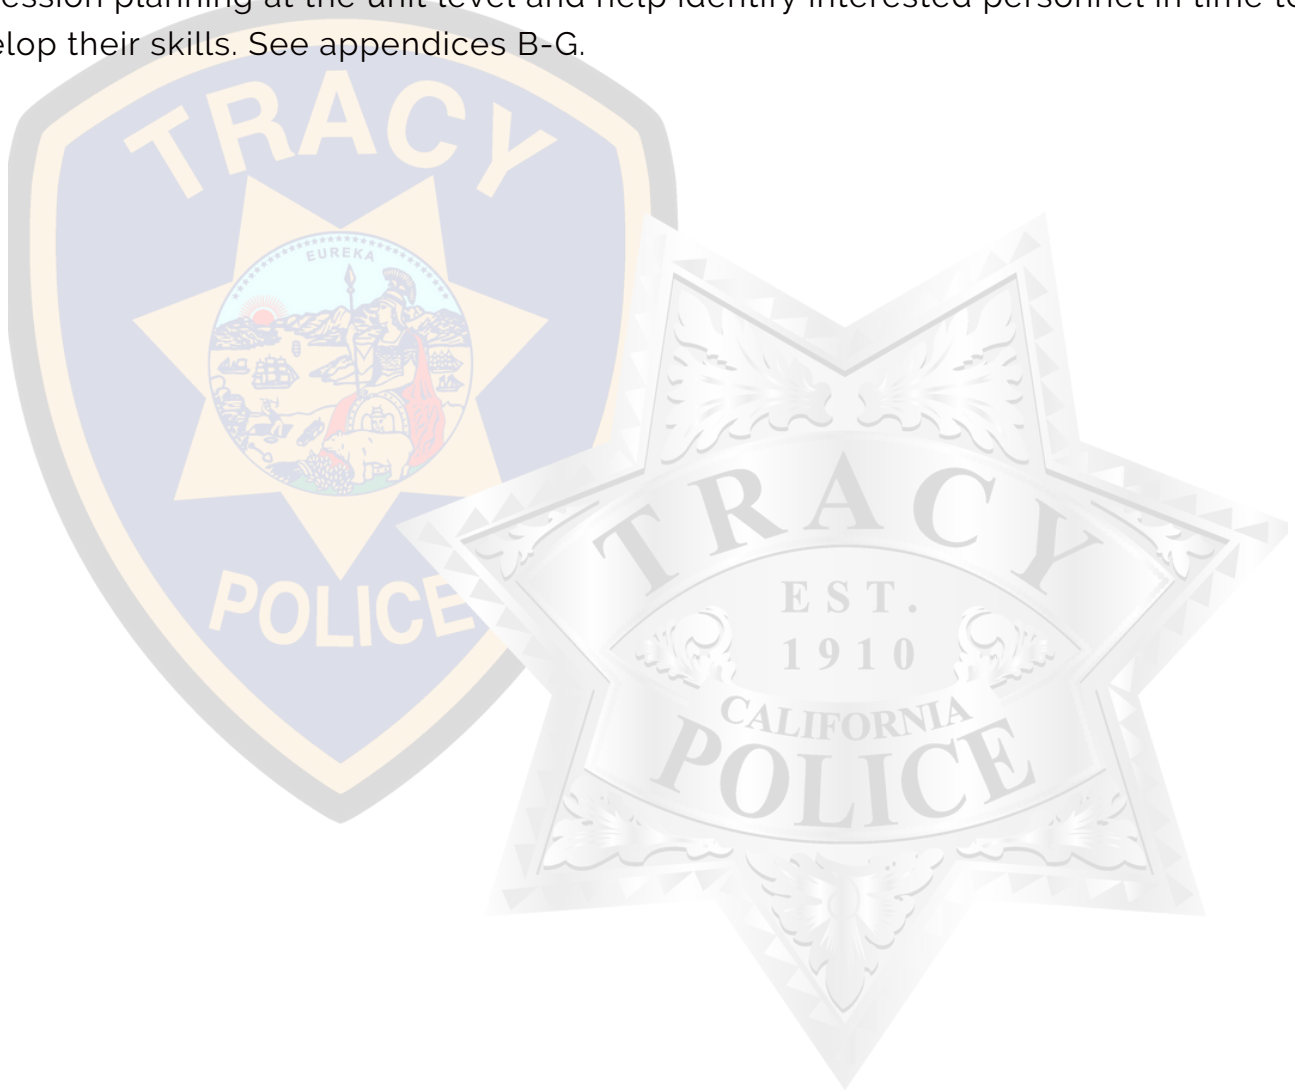 ession planning at the unit level and help identify interested personnel in time to
elop their skills. See appendices B-G.
TRACY
EUREKA
POLICE
TRACY
EST.
1910
CALIFORNIA
POLICE